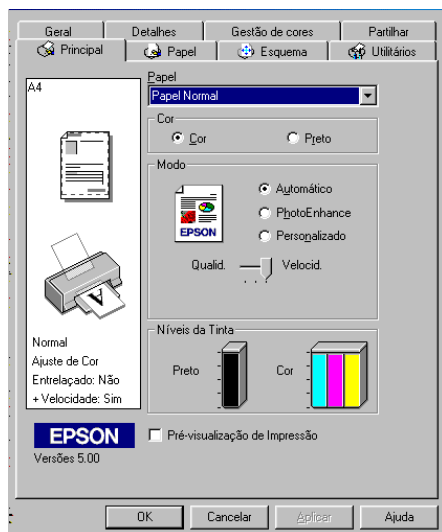 Geral Detalhes Gestão de cores Partilhar
Principal Papel Esquema Utilitários
A4
Papel
Papel Normal
Cor
Cor Preto
Modo
EPSON
Automático
PhotoEnhance
Personalizado
Qualid. Velocid.
A
Normal
Ajuste de Cor
Entrelaçado: Não
+ Velocidade: Sim
Níveis da Tinta
Preto Cor
EPSON
Versões 5.00
Pré-visualização de Impressão
OK Cancelar Aplicar Ajuda